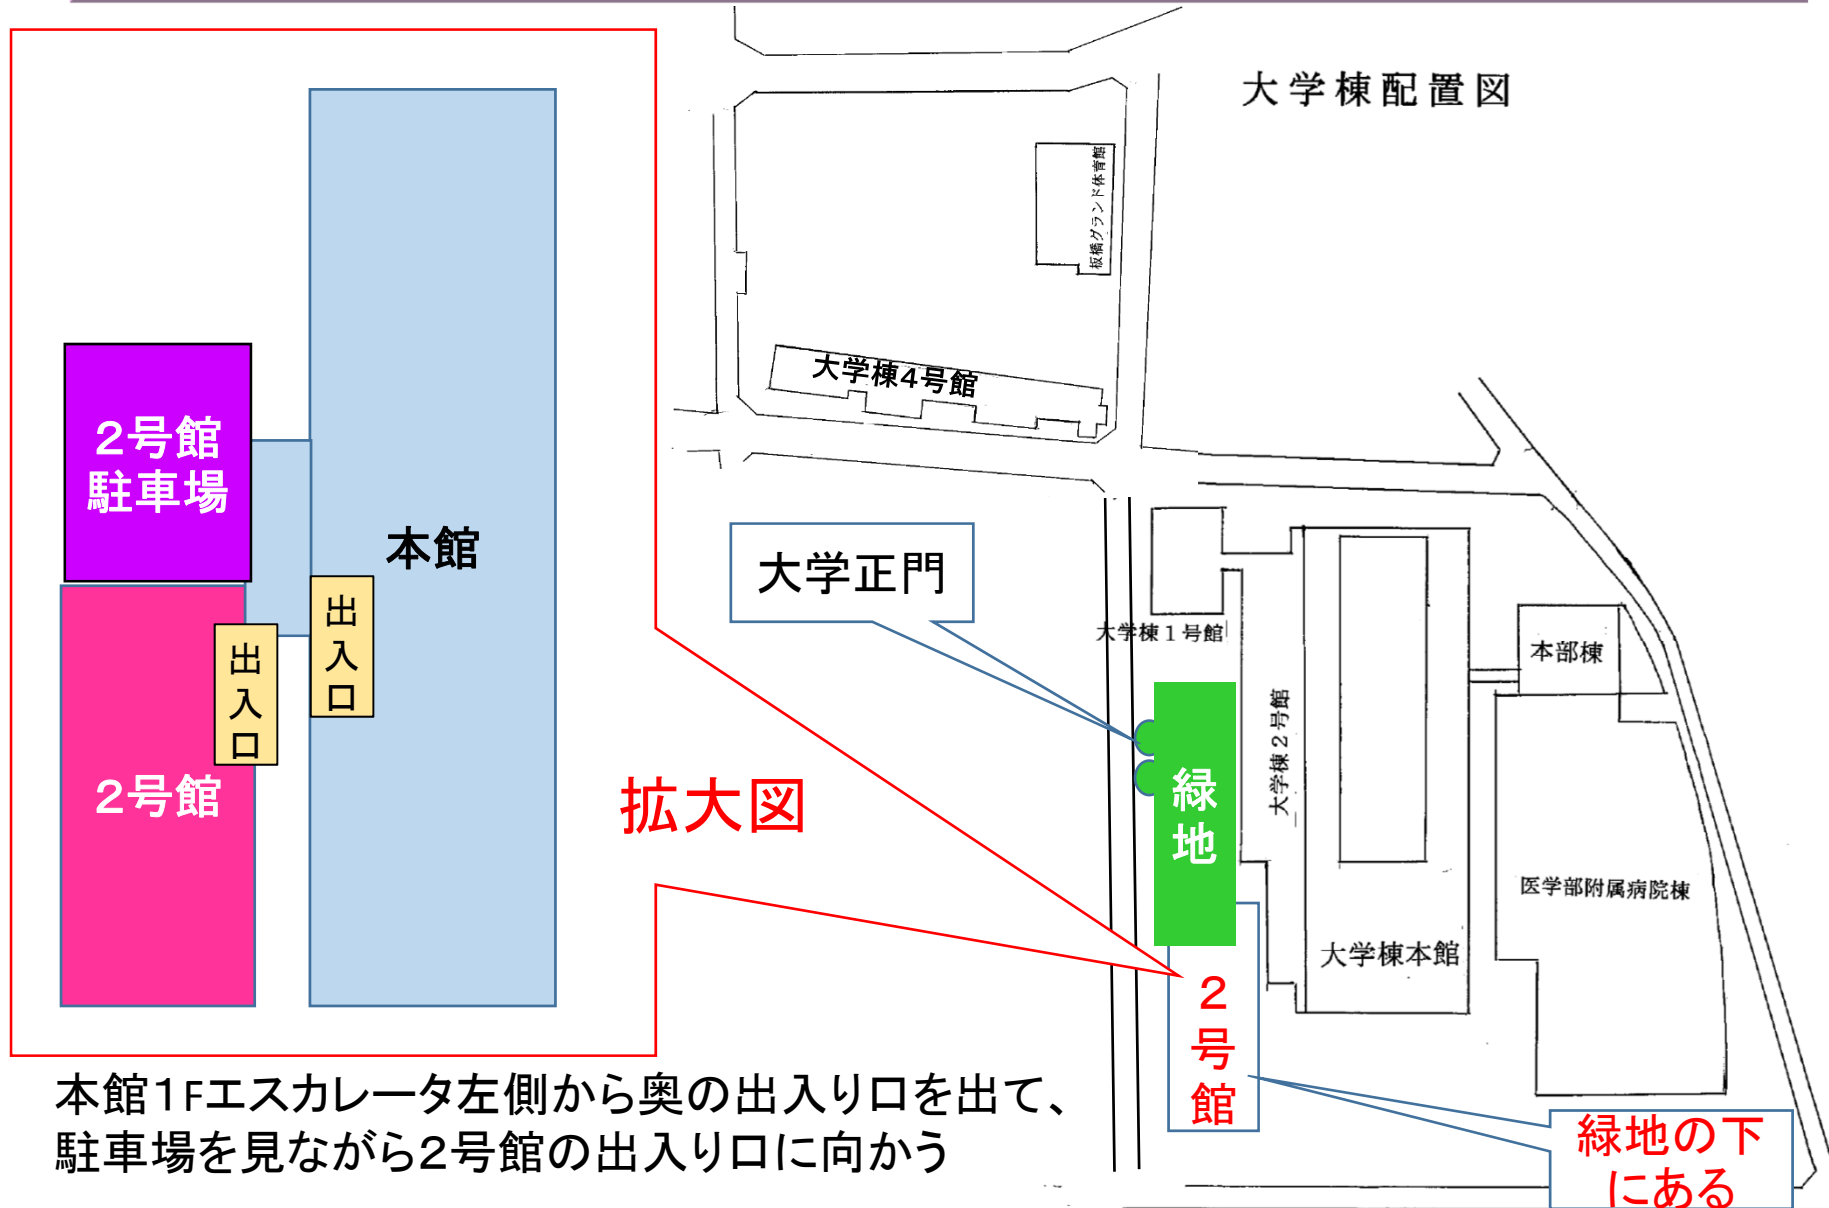 大学棟配置図
板橋グランド体育館
大学棟4号館
2号館
駐車場
本館
出入口
出入口
2号館
拡大図
大学正門
大学棟1号館
大学棟2号館
緑地
本部棟
医学部附属病院棟
大学棟本館
2号館
緑地の下
にある
本館1Fエスカレータ左側から奥の出入り口を出て、
駐車場を見ながら2号館の出入り口に向かう